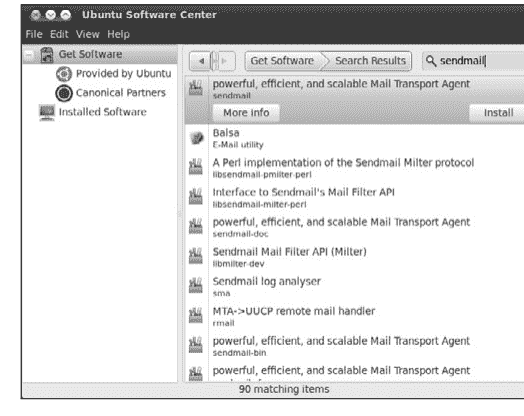 Ubuntu Software Center
File Edit View Help
Get Software
Provided by Ubuntu
Canonical Partners
Installed Software
Get Software Search Results sendmail
powerful, efficient, and scalable Mail Transport Agent
sendmail
More info Install
Balsa
E-Mail utility
A Perl implementation of the Sendmail Milter protocol
libsendmail-pmilter-perl
Interface to Sendmail's Mail Filter API
libsendmail-milter-perl
powerful, efficient, and scalable Mail Transport Agent
sendmail-doc
Sendmail Mail Filter API (Milter)
libmilter-dev
Sendmail log analyser
sma
MTA->UUCP remote mail handler
rmail
powerful, efficient, and scalable Mail Transport Agent
sendmail-bin
powerful, efficient, and scalable Mail Transport Agent
90 matching items